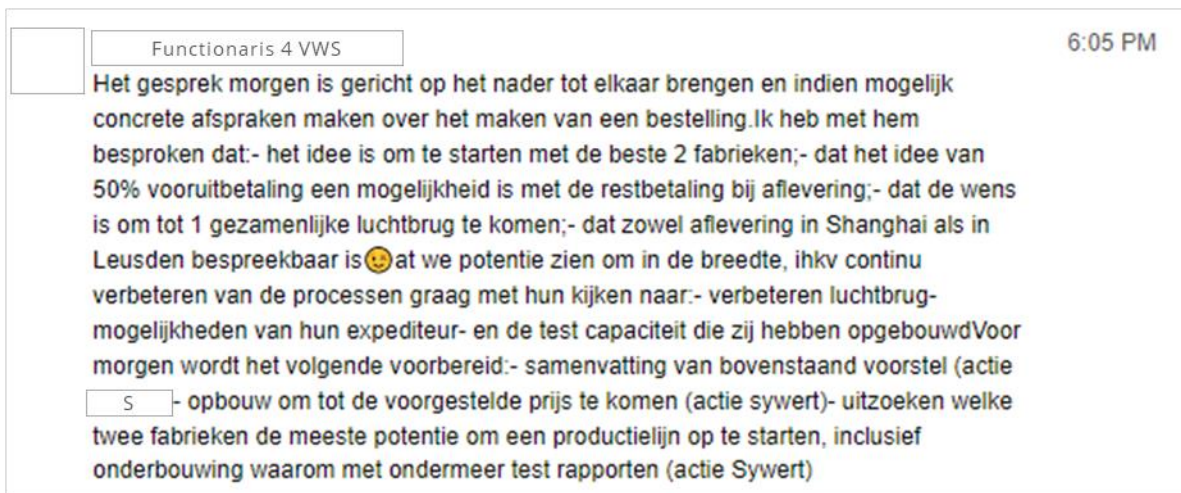 Functionaris 4 VWS
6:05 PM
Het gesprek morgen is gericht op het nader tot elkaar brengen en indien mogelijk
concrete afspraken maken over het maken van een bestelling.Ik heb met hem
besproken dat:- het idee is om te starten met de beste 2 fabrieken;- dat het idee van
50% vooruitbetaling een mogelijkheid is met de restbetaling bij aflevering;- dat de wens
is om tot 1 gezamenlijke luchtbrug te komen;- dat zowel aflevering in Shanghai als in
Leusden bespreekbaar is😉at we potentie zien om in de breedte, ihkv continu
verbeteren van de processen graag met hun kijken naar:- verbeteren luchtbrug-
mogelijkheden van hun expediteur- en de test capaciteit die zij hebben opgebouwdVoor
morgen wordt het volgende voorbereid:- samenvatting van bovenstaand voorstel (actie
S - opbouw om tot de voorgestelde prijs te komen (actie sywert)- uitzoeken welke
twee fabrieken de meeste potentie om een productielijn op te starten, inclusief
onderbouwing waarom met ondermeer test rapporten (actie Sywert)